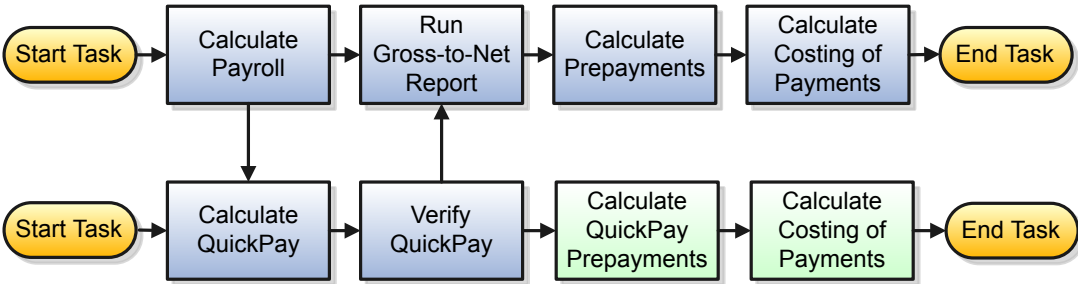 Start Task
Calculate
Payroll
Run
Gross-to-Net
Report
Calculate
Prepayments
Calculate
Costing of
Payments
End Task
Start Task
Calculate
QuickPay
Verify
QuickPay
Calculate
QuickPay
Prepayments
Calculate
Costing of
Payments
End Task